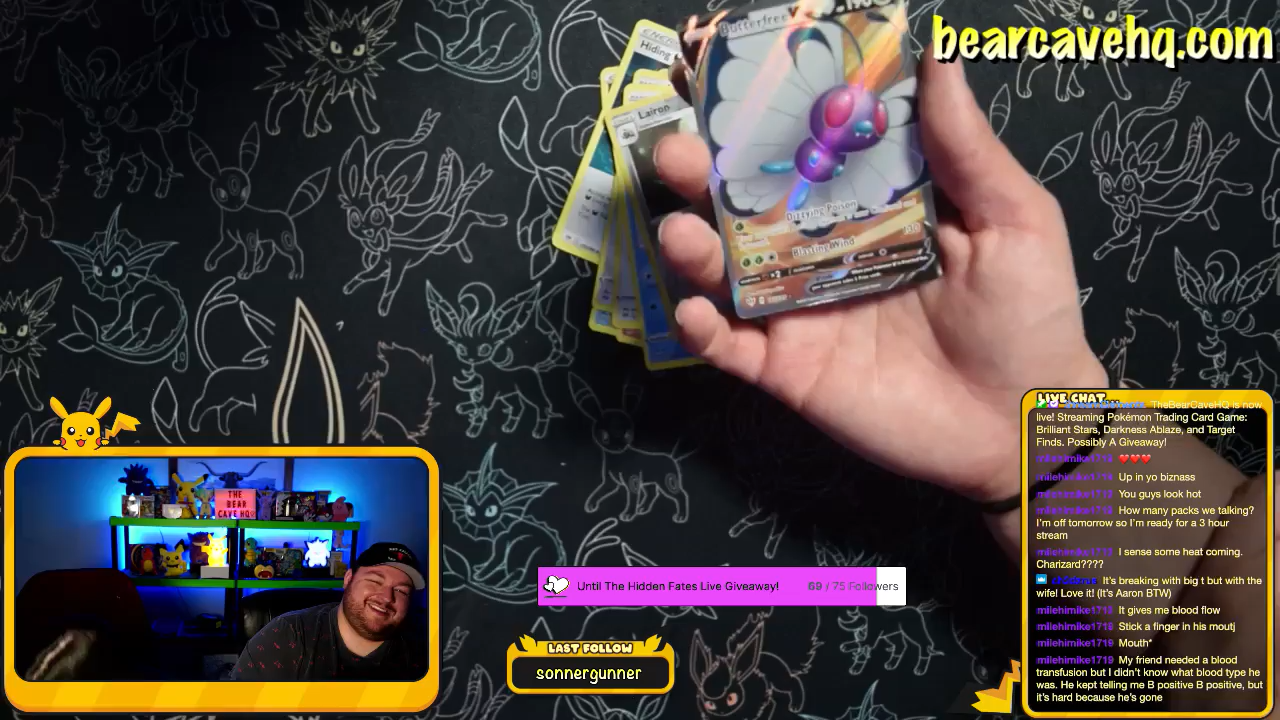 bearcavehq.com
Butterfree
190
Hiding
Lairon
Dizzying Poison
Blasting Wind
THE
BEAR
CAVE HQ
Until The Hidden Fates Live Giveaway! 69 / 75 Followers
LAST FOLLOW
sonnergunner
LIVE CHAT...
TheBearCaveHQ is now
live! Streaming Pokémon Trading Card Game:
Brilliant Stars, Darkness Ablaze, and Target
Finds. Possibly A Giveaway!
milehimike1719 ❤️❤️❤️
milehimike1719 Up in yo biznass
milehimike1719 You guys look hot
milehimike1719 How many packs we talking?
I'm off tomorrow so I'm ready for a 3 hour
stream
milehimike1719 I sense some heat coming.
Charizard????
It's breaking with big t but with the
wife! Love it! (It's Aaron BTW)
milehimike1719 It gives me blood flow
milehimike1719 Stick a finger in his moutj
milehimike1719 Mouth*
milehimike1719 My friend needed a blood
transfusion but I didn't know what blood type he
was. He kept telling me B positive B positive, but
it's hard because he's gone